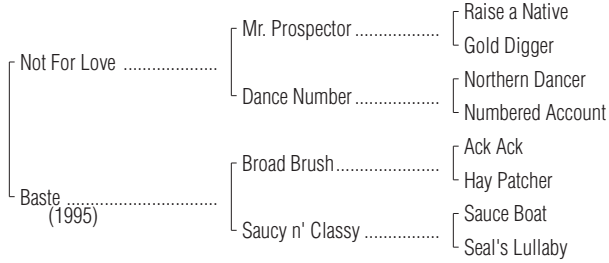 Raise a Native
Mr. Prospector ..................
Gold Digger
Not For Love ....................
Northern Dancer
Dance Number ..................
Numbered Account
Ack Ack
Broad Brush......................
Hay Patcher
Baste ................................
(1995)
Sauce Boat
Saucy n' Classy ................
Seal's Lullaby